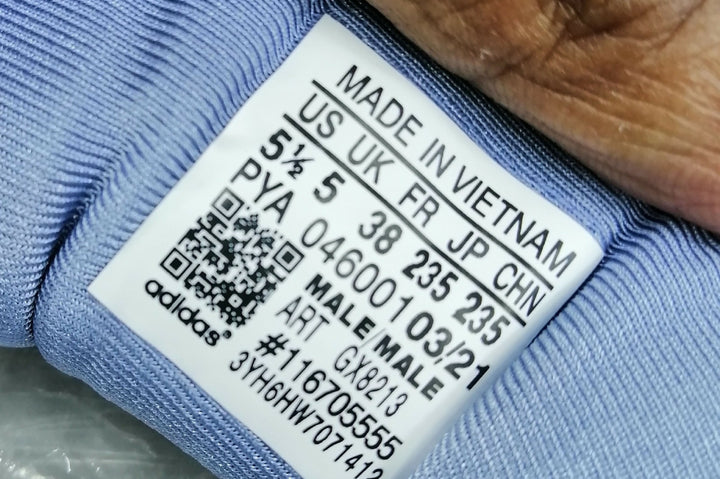 MADE IN VIETNAM
US UK FR JP CHN
5½ 5 38 235 235
PYA 046001 03/21
MALE/MALE
ART GX8213
#116705555
3YH6HW7071412
adidas®